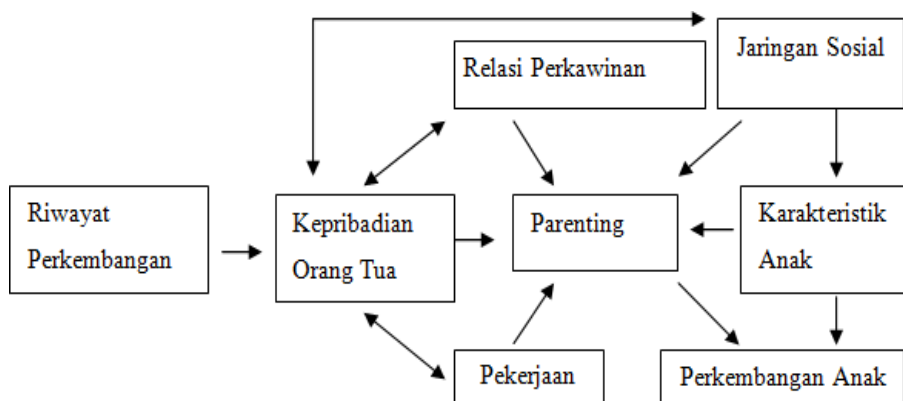 Jaringan Sosial
Relasi Perkawinan
Riwayat
Perkembangan
Kepribadian
Orang Tua
Parenting
Karakteristik
Anak
Pekerjaan
Perkembangan Anak